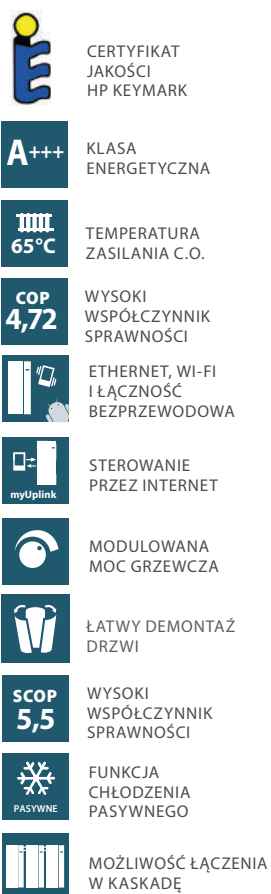 CERTYFIKAT
JAKOŚCI
HP KEYMARK
A+++
KLASA
ENERGETYCZNA
65°C
TEMPERATURA
ZASILANIA C.O.
COP
4,72
WYSOKI
WSPÓŁCZYNNIK
SPRAWNOŚCI
ETHERNET, WI-FI
I ŁĄCZNOŚĆ
BEZPRZEWODOWA
myUplink
STEROWANIE
PRZEZ INTERNET
MODULOWANA
MOC GRZEWCZA
ŁATWY DEMONTAŻ
DRZWI
SCOP
5,5
WYSOKI
WSPÓŁCZYNNIK
SPRAWNOŚCI
PASYWNE
FUNKCJA
CHŁODZENIA
PASYWNEGO
MOŻLIWOŚĆ ŁĄCZENIA
W KASKADĘ